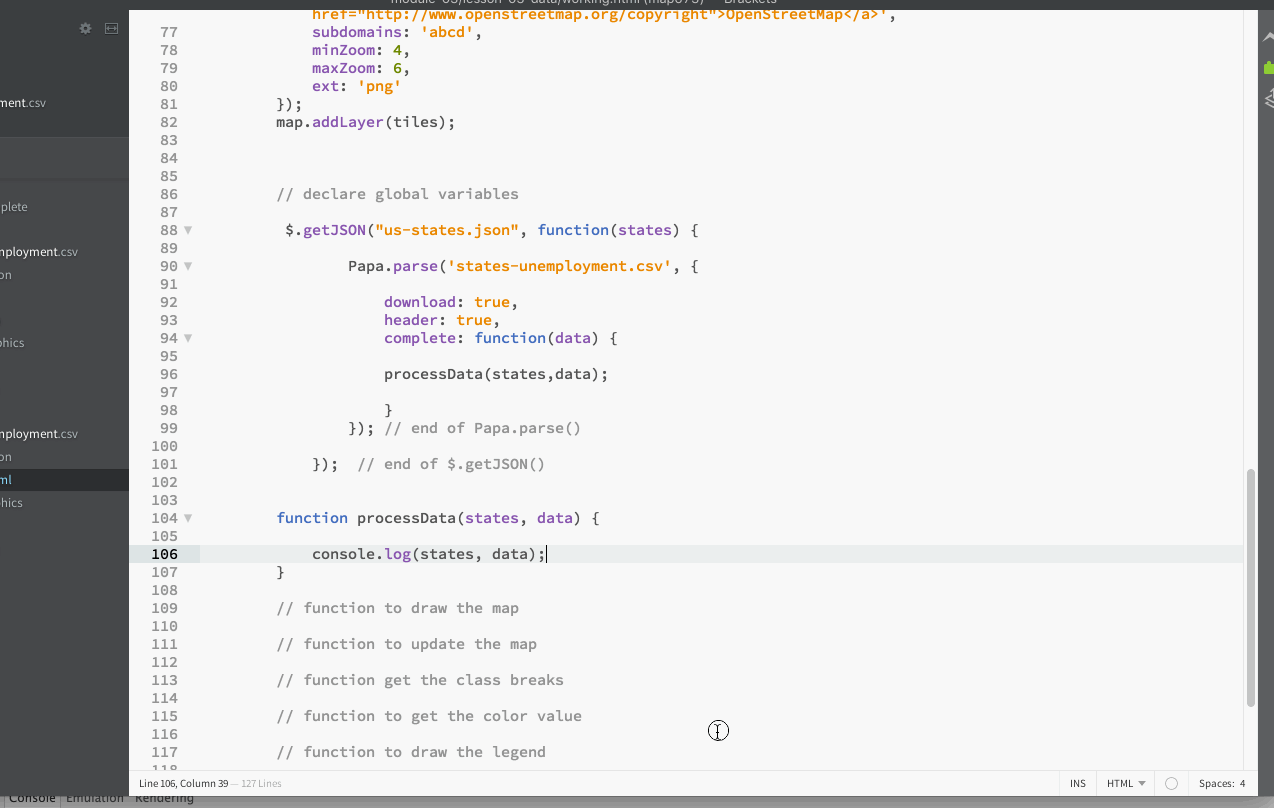 href="http://www.openstreetmap.org/copyright">OpenStreetMap</a>',
77 subdomains: 'abcd',
78 minZoom: 4,
79 maxZoom: 6,
80 ext: 'png'
81 });
82 map.addLayer(tiles);
83
84
85
86 // declare global variables
87
88 $.getJSON("us-states.json", function(states) {
89
90 Papa.parse('states-unemployment.csv', {
91
92 download: true,
93 header: true,
94 complete: function(data) {
95
96 processData(states,data);
97
98 }
99 }); // end of Papa.parse()
100
101 }); // end of $.getJSON()
102
103
104 function processData(states, data) {
105
106 console.log(states, data);
107 }
108
109 // function to draw the map
110
111 // function to update the map
112
113 // function get the class breaks
114
115 // function to get the color value
116
117 // function to draw the legend
118
ment.csv
plete
mployment.csv
on
phics
mployment.csv
on
ml
hics
Line 106, Column 39 — 127 Lines
INS HTML Spaces: 4
Console Emulation Rendering